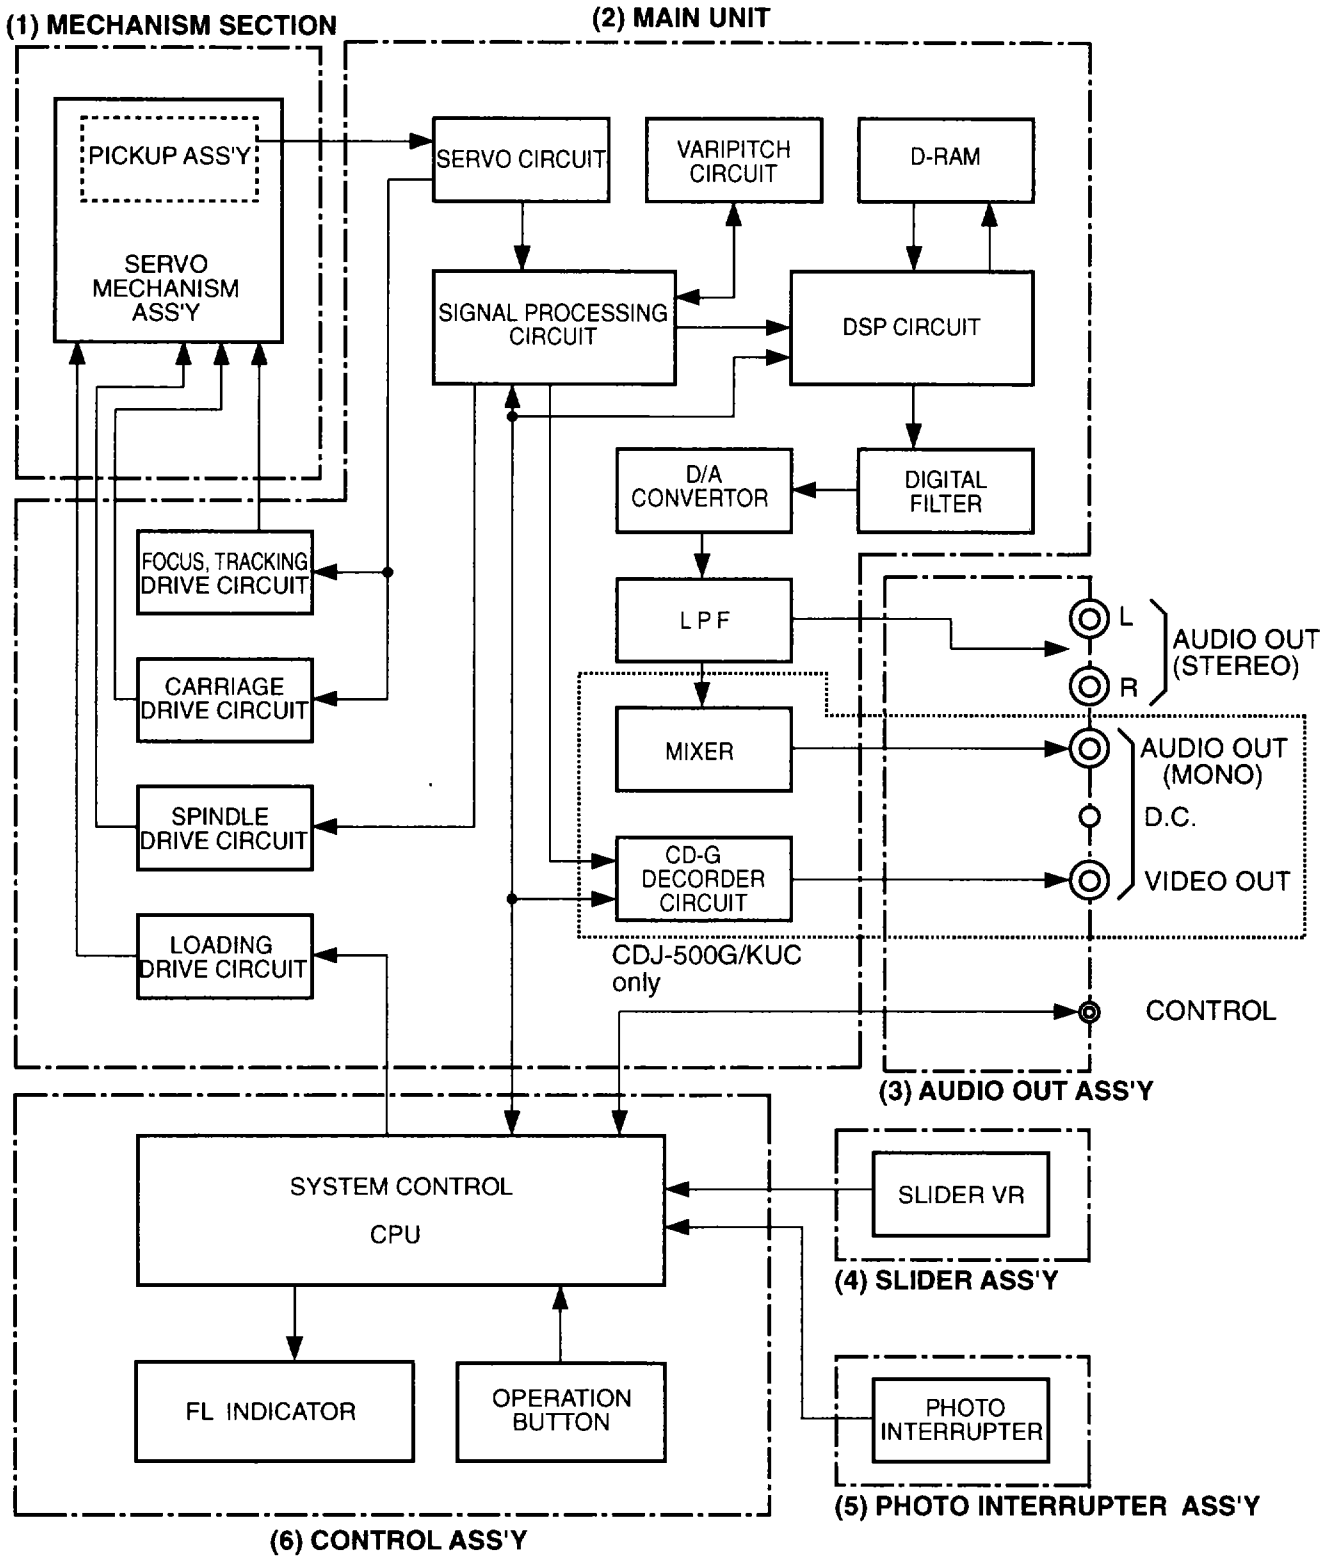 (1) MECHANISM SECTION
(2) MAIN UNIT
PICKUP ASS'Y
SERVO
MECHANISM
ASS'Y
SERVO CIRCUIT
VARIPITCH
CIRCUIT
D-RAM
SIGNAL PROCESSING
CIRCUIT
DSP CIRCUIT
D/A
CONVERTOR
DIGITAL
FILTER
FOCUS, TRACKING
DRIVE CIRCUIT
L P F
L
R
AUDIO OUT
(STEREO)
CARRIAGE
DRIVE CIRCUIT
MIXER
AUDIO OUT
(MONO)
D.C.
SPINDLE
DRIVE CIRCUIT
CD-G
DECORDER
CIRCUIT
VIDEO OUT
LOADING
DRIVE CIRCUIT
CDJ-500G/KUC
only
CONTROL
(3) AUDIO OUT ASS'Y
SYSTEM CONTROL
CPU
SLIDER VR
(4) SLIDER ASS'Y
FL INDICATOR
OPERATION
BUTTON
PHOTO
INTERRUPTER
(5) PHOTO INTERRUPTER ASS'Y
(6) CONTROL ASS'Y